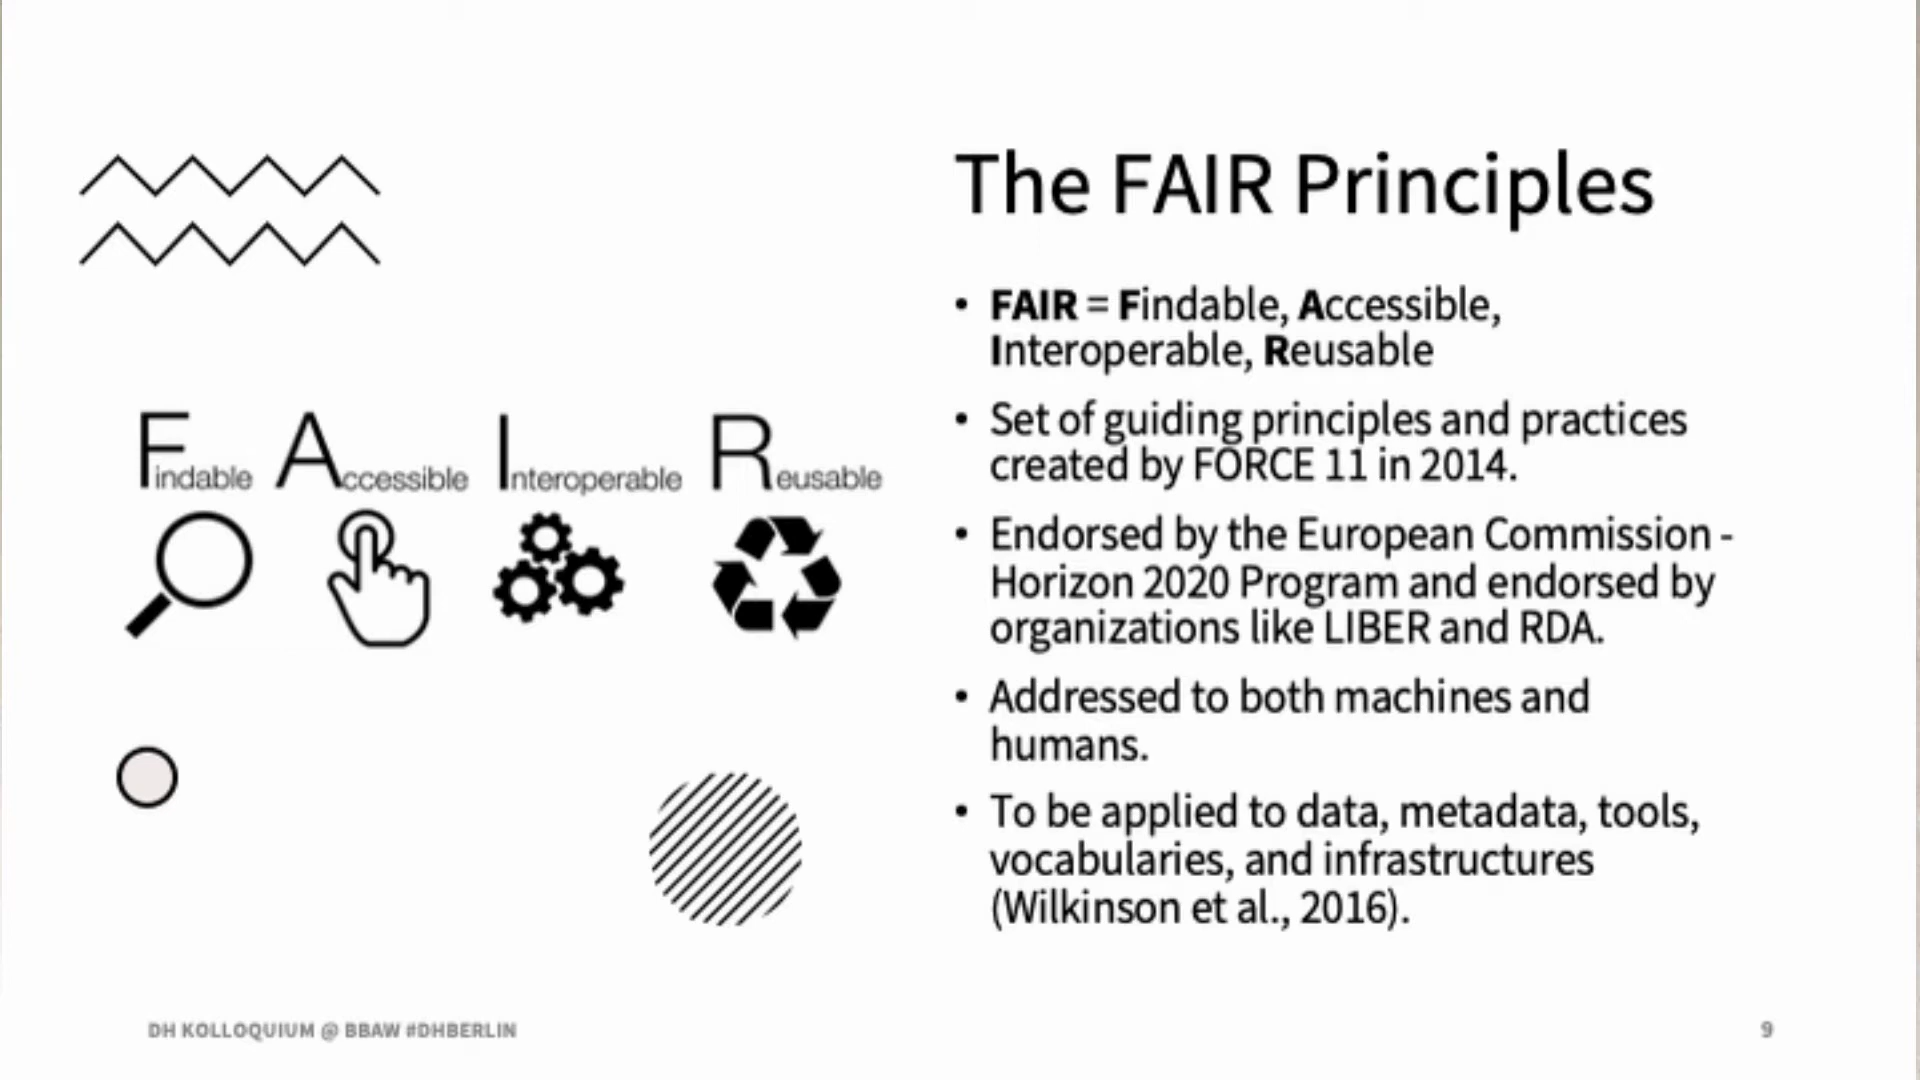 The FAIR Principles
• FAIR = Findable, Accessible,
Interoperable, Reusable
• Set of guiding principles and practices
created by FORCE 11 in 2014.
• Endorsed by the European Commission -
Horizon 2020 Program and endorsed by
organizations like LIBER and RDA.
• Addressed to both machines and
humans.
• To be applied to data, metadata, tools,
vocabularies, and infrastructures
(Wilkinson et al., 2016).
Findable Accessible Interoperable Reusable
DH KOLLOQUIUM @ BBAW #DHBERLIN
9